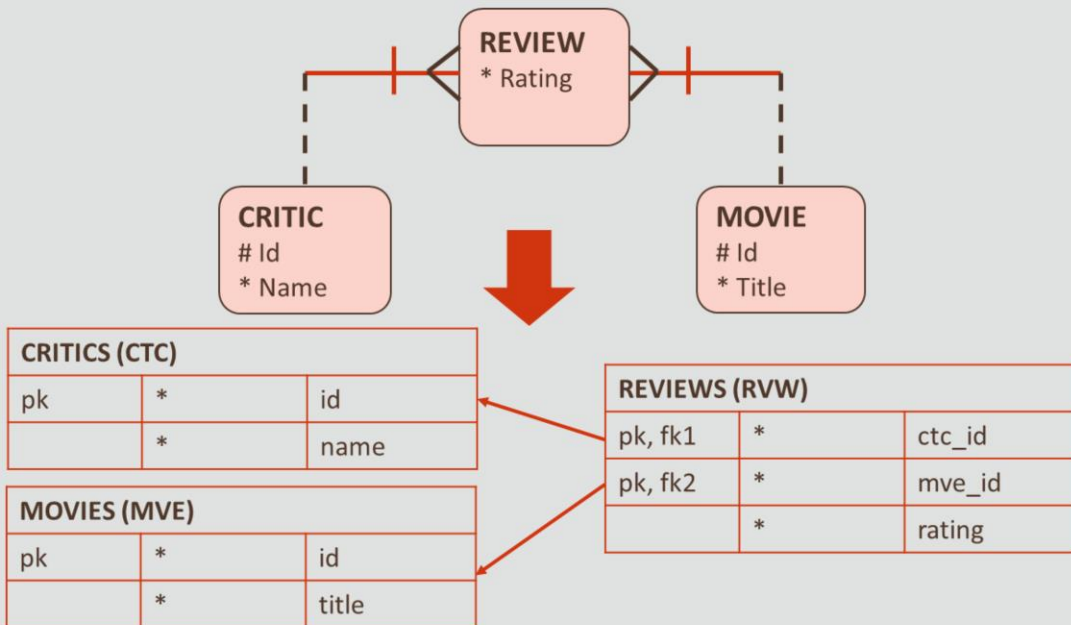 REVIEW
* Rating
CRITIC
# Id
* Name
MOVIE
# Id
* Title
CRITICS (CTC)
pk * id
* name
MOVIES (MVE)
pk * id
* title
REVIEWS (RVW)
pk, fk1 * ctc_id
pk, fk2 * mve_id
* rating